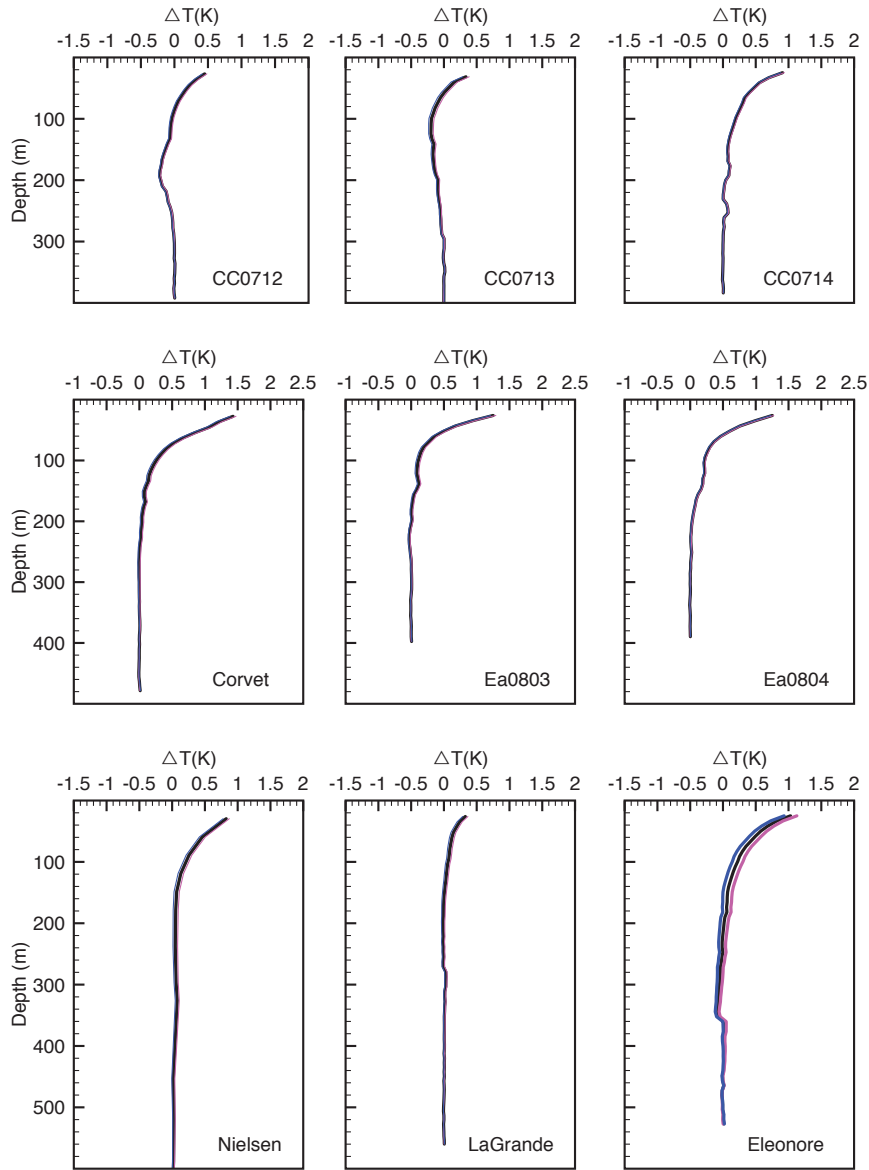 △T(K) △T(K) △T(K)
-1.5 -1 -0.5 0 0.5 1 1.5 2 -1.5 -1 -0.5 0 0.5 1 1.5 2 -1.5 -1 -0.5 0 0.5 1 1.5 2
Depth (m)
100
200
300
CC0712 CC0713 CC0714
△T(K) △T(K) △T(K)
-1 -0.5 0 0.5 1 1.5 2 2.5 -1 -0.5 0 0.5 1 1.5 2 2.5 -1 -0.5 0 0.5 1 1.5 2 2.5
Depth (m)
100
200
300
400
Corvet Ea0803 Ea0804
△T(K) △T(K) △T(K)
-1.5 -1 -0.5 0 0.5 1 1.5 2 -1.5 -1 -0.5 0 0.5 1 1.5 2 -1.5 -1 -0.5 0 0.5 1 1.5 2
Depth (m)
100
200
300
400
500
Nielsen LaGrande Eleonore